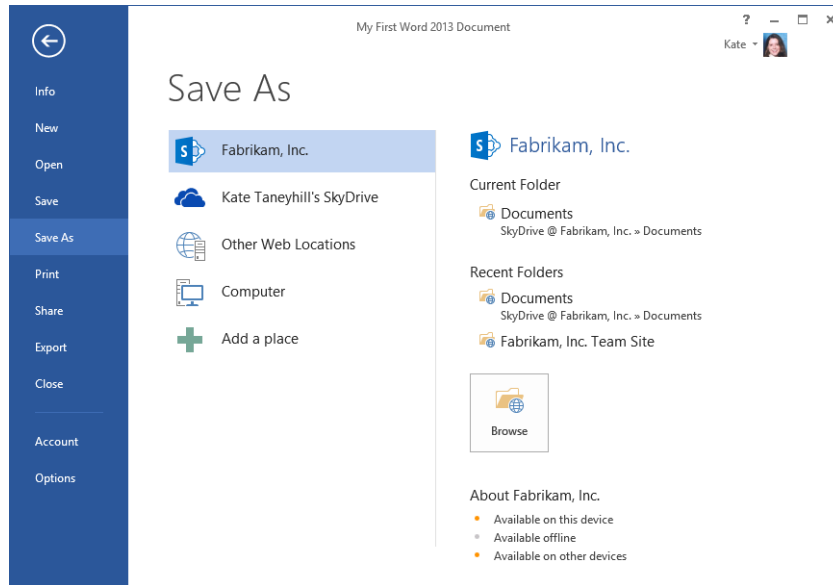 My First Word 2013 Document
?
Kate
Info
New
Open
Save
Save As
Print
Share
Export
Close
Account
Options
Save As
Fabrikam, Inc.
Kate Taneyhill's SkyDrive
Other Web Locations
Computer
Add a place
S Fabrikam, Inc.
Current Folder
Documents
SkyDrive @ Fabrikam, Inc. » Documents
Recent Folders
Documents
SkyDrive @ Fabrikam, Inc. » Documents
Fabrikam, Inc. Team Site
Browse
About Fabrikam, Inc.
Available on this device
Available offline
Available on other devices